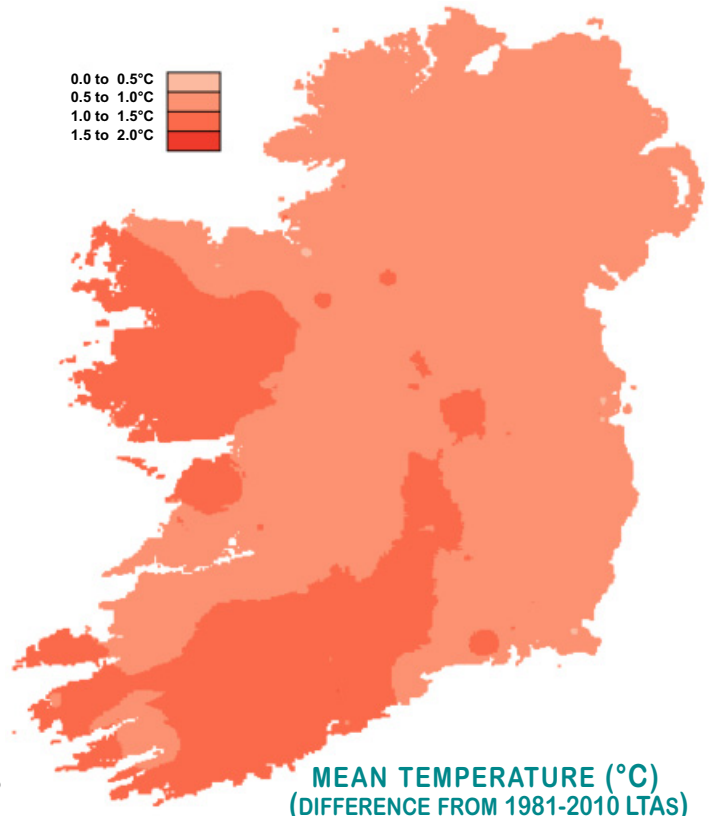 0.0 to 0.5°C
0.5 to 1.0°C
1.0 to 1.5°C
1.5 to 2.0°C
MEAN TEMPERATURE (°C)
(DIFFERENCE FROM 1981-2010 LTAS)